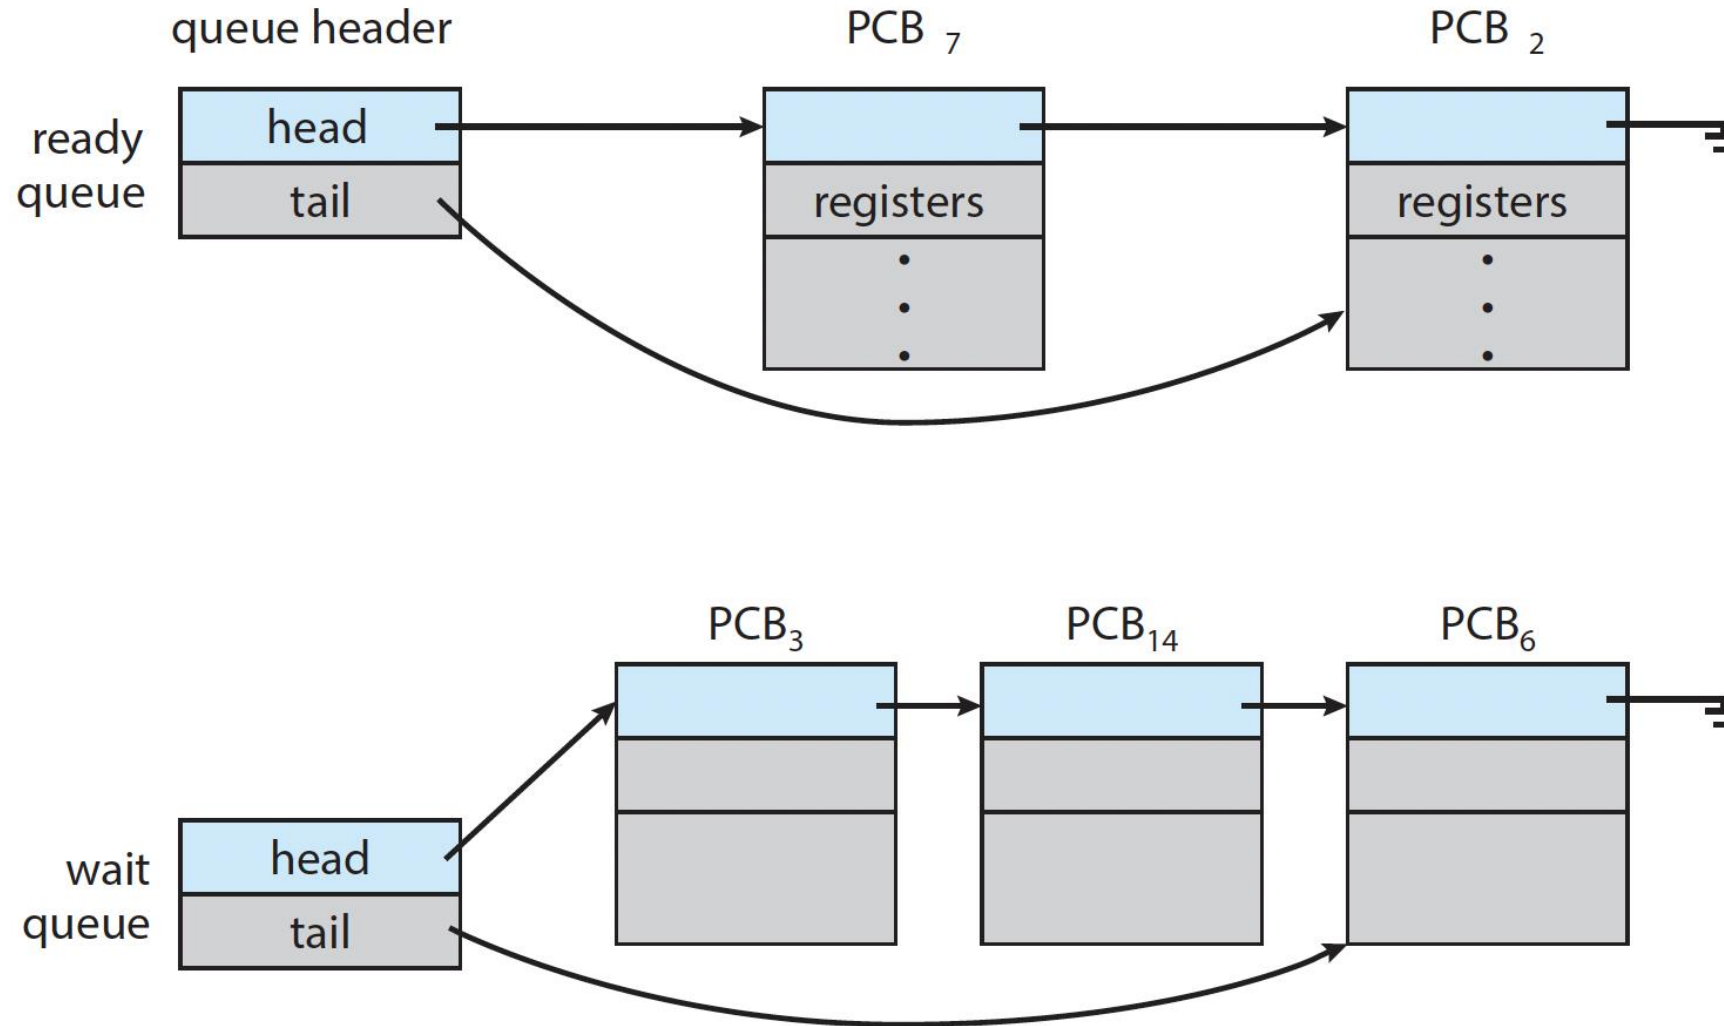 queue header
PCB 7
PCB 2
ready
queue
head
tail
registers
registers
PCB3
PCB14
PCB6
wait
queue
head
tail